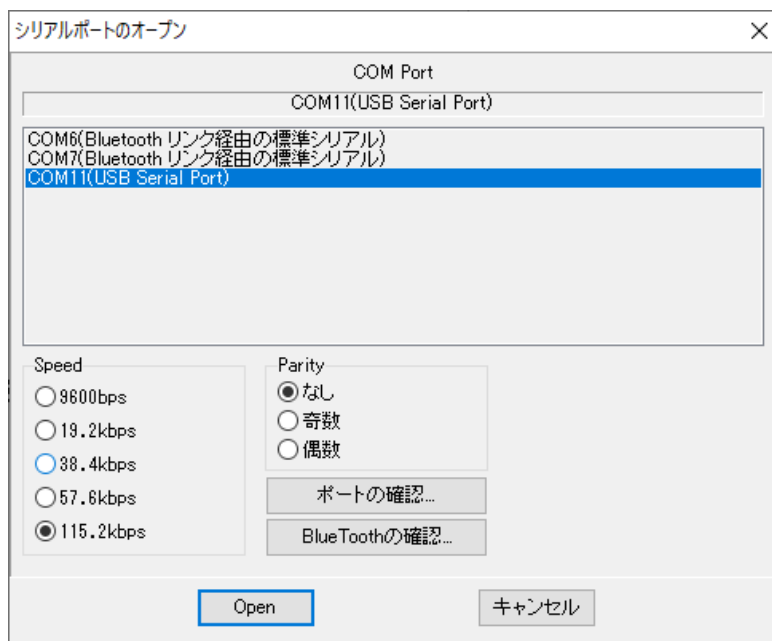 シリアルポートのオープン
COM Port
COM11(USB Serial Port)
COM6(Bluetooth リンク経由の標準シリアル)
COM7(Bluetooth リンク経由の標準シリアル)
COM11(USB Serial Port)
Speed
9600bps
19.2kbps
38.4kbps
57.6kbps
115.2kbps
Parity
なし
奇数
偶数
ポートの確認...
BlueToothの確認...
Open
キャンセル